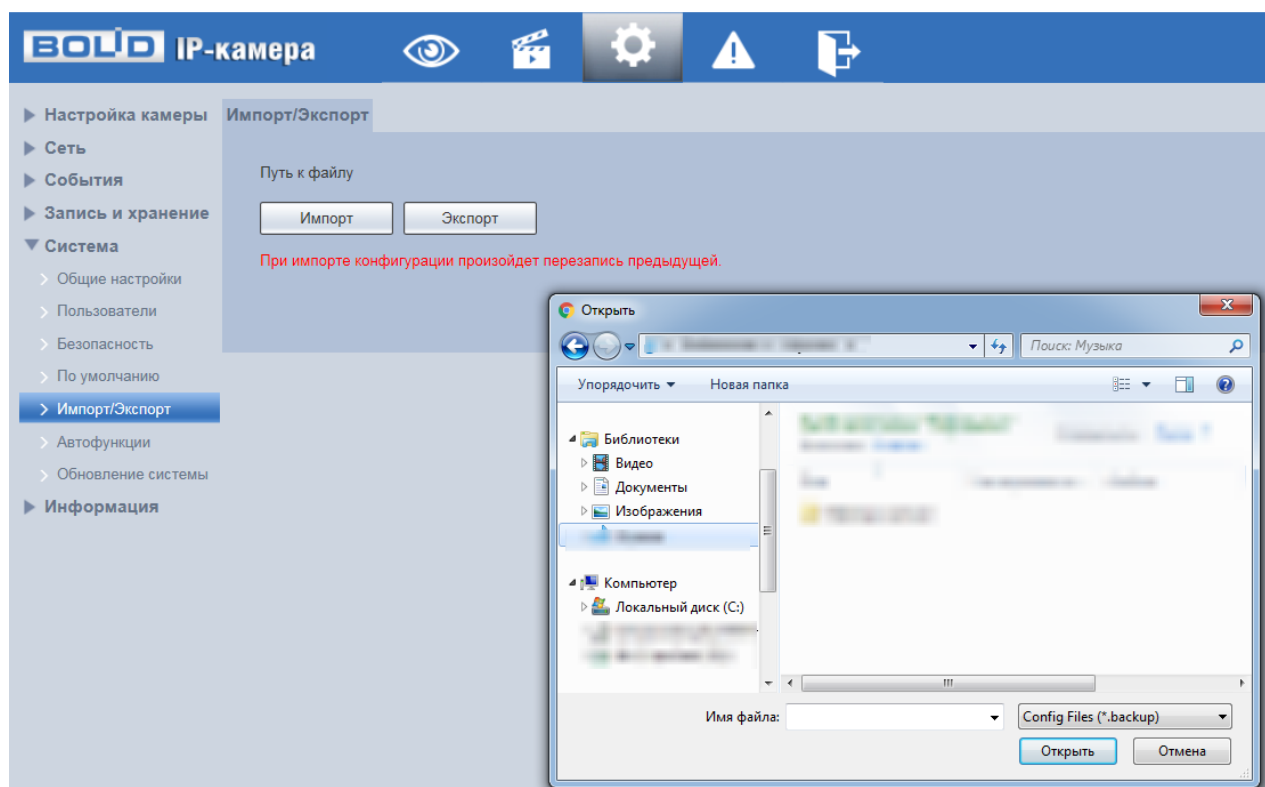 BOLID IP-камера
Настройка камеры
Сеть
События
Запись и хранение
Система
Общие настройки
Пользователи
Безопасность
По умолчанию
Импорт/Экспорт
Автофункции
Обновление системы
Информация
Импорт/Экспорт
Путь к файлу
Импорт Экспорт
При импорте конфигурации произойдет перезапись предыдущей.
Открыть
Поиск: Музыка
Упорядочить Новая папка
Библиотеки
Видео
Документы
Изображения
Компьютер
Локальный диск (C:)
Имя файла: Config Files (*.backup)
Открыть Отмена